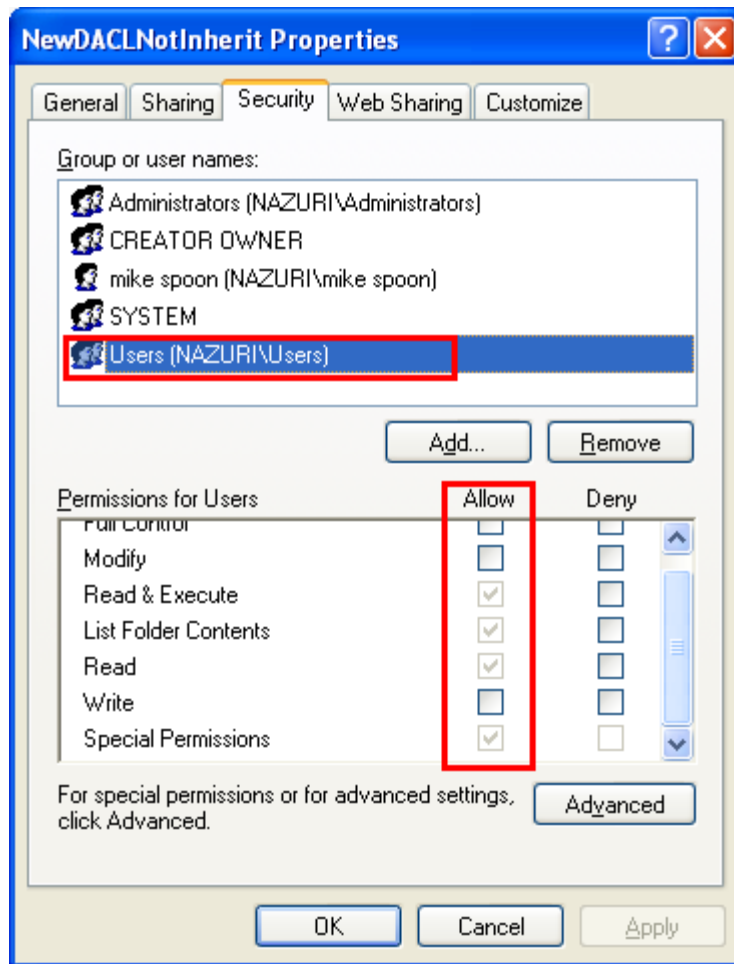 NewDACLNotInherit Properties
General Sharing Security Web Sharing Customize
Group or user names:
Administrators (NAZURI\Administrators)
CREATOR OWNER
mike spoon (NAZURI\mike spoon)
SYSTEM
Users (NAZURI\Users)
Add... Remove
Permissions for Users Allow Deny
Full Control
Modify
Read & Execute
List Folder Contents
Read
Write
Special Permissions
For special permissions or for advanced settings,
click Advanced.
Advanced
OK Cancel Apply